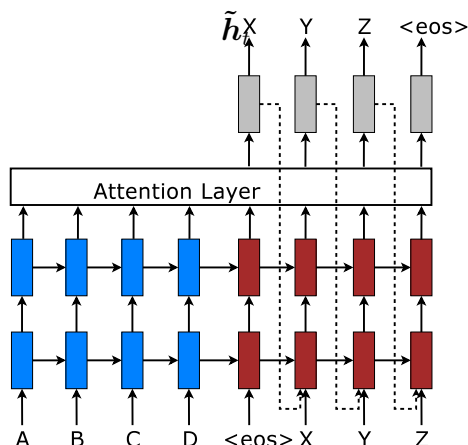 h̃ₜ X Y Z <eos>
Attention Layer
A B C D <eos> X Y Z